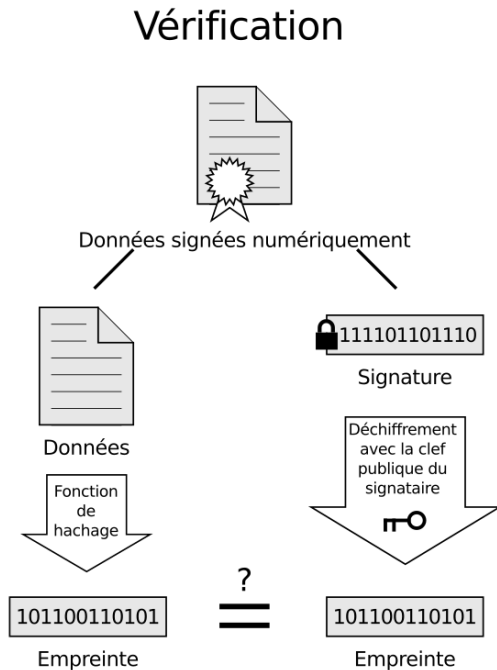 Vérification
Données signées numériquement
111101101110
Signature
Données
Déchiffrement
avec la clef
publique du
signataire
Fonction
de
hachage
?
=
101100110101
101100110101
Empreinte
Empreinte